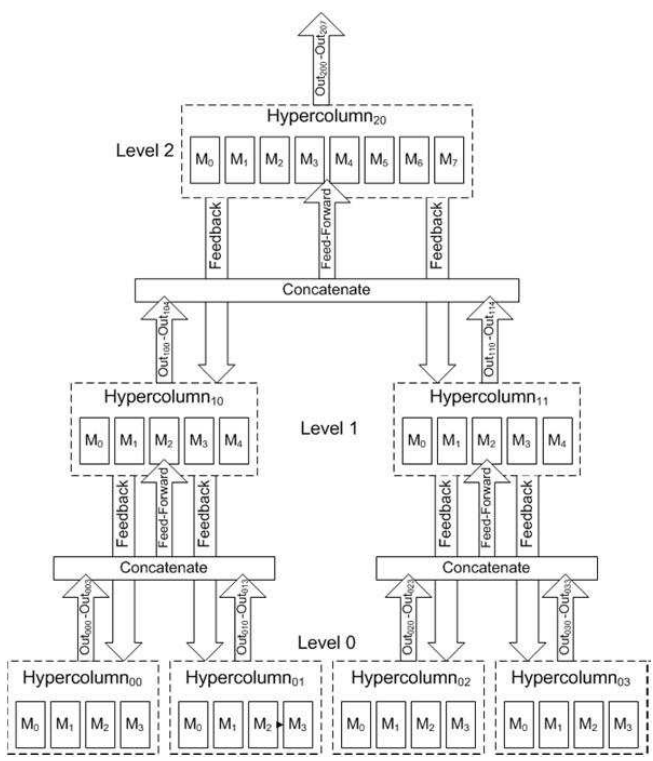 Out200-Out207
Hypercolumn20
Level 2
M0 M1 M2 M3 M4 M5 M6 M7
Feedback Feed-Forward Feedback
Concatenate
Out100-Out104 Out110-Out114
Hypercolumn10 Hypercolumn11
Level 1
M0 M1 M2 M3 M4 M0 M1 M2 M3 M4
Feedback Feed-Forward Feedback Feedback Feed-Forward Feedback
Concatenate Concatenate
Out000-Out003 Out010-Out013 Out020-Out023 Out030-Out033
Level 0
Hypercolumn00 Hypercolumn01 Hypercolumn02 Hypercolumn03
M0 M1 M2 M3 M0 M1 M2 M3 M0 M1 M2 M3 M0 M1 M2 M3